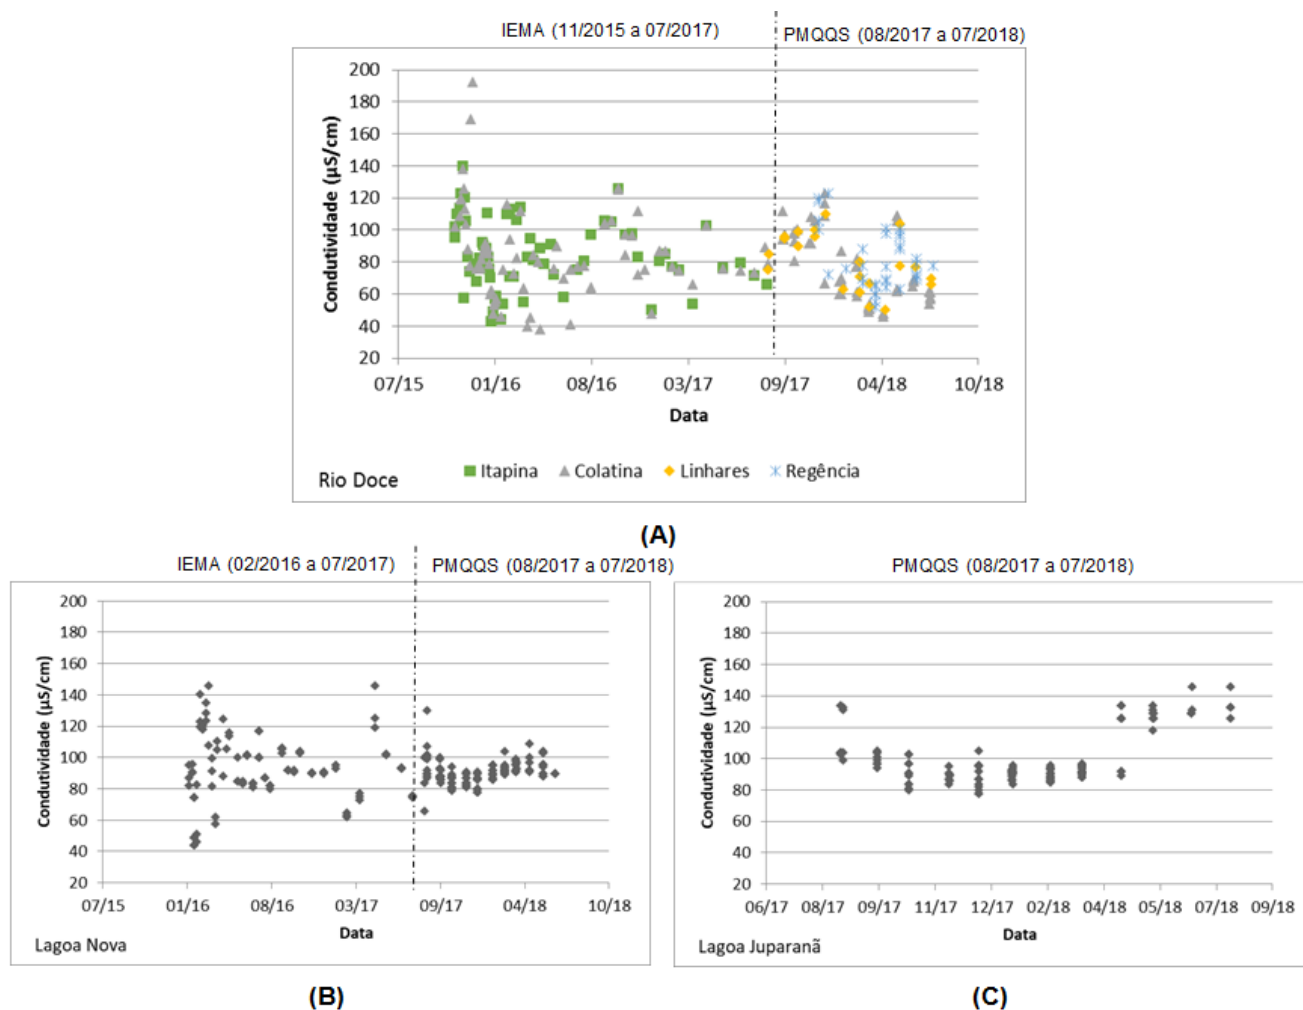 IEMA (11/2015 a 07/2017) PMQQS (08/2017 a 07/2018)
200
180
160
140
120
100
80
60
40
20
Condutividade (µS/cm)
07/15 01/16 08/16 03/17 09/17 04/18 10/18
Data
Itapina Colatina Linhares Regência
Rio Doce
(A)
IEMA (02/2016 a 07/2017) PMQQS (08/2017 a 07/2018)
200
180
160
140
120
100
80
60
40
20
Condutividade (µS/cm)
07/15 01/16 08/16 03/17 09/17 04/18 10/18
Data
Lagoa Nova
(B)
PMQQS (08/2017 a 07/2018)
200
180
160
140
120
100
80
60
40
20
Condutividade (µS/cm)
06/17 08/17 09/17 11/17 12/17 02/18 04/18 05/18 07/18 09/18
Data
Lagoa Juparanã
(C)